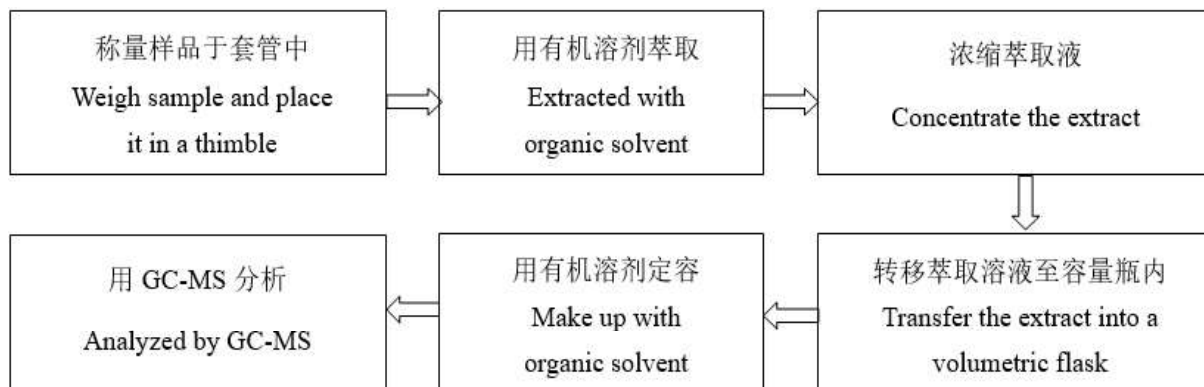 称量样品于套管中
Weigh sample and place
it in a thimble
用有机溶剂萃取
Extracted with
organic solvent
浓缩萃取液
Concentrate the extract
转移萃取溶液至容量瓶内
Transfer the extract into a
volumetric flask
用有机溶剂定容
Make up with
organic solvent
用 GC-MS 分析
Analyzed by GC-MS